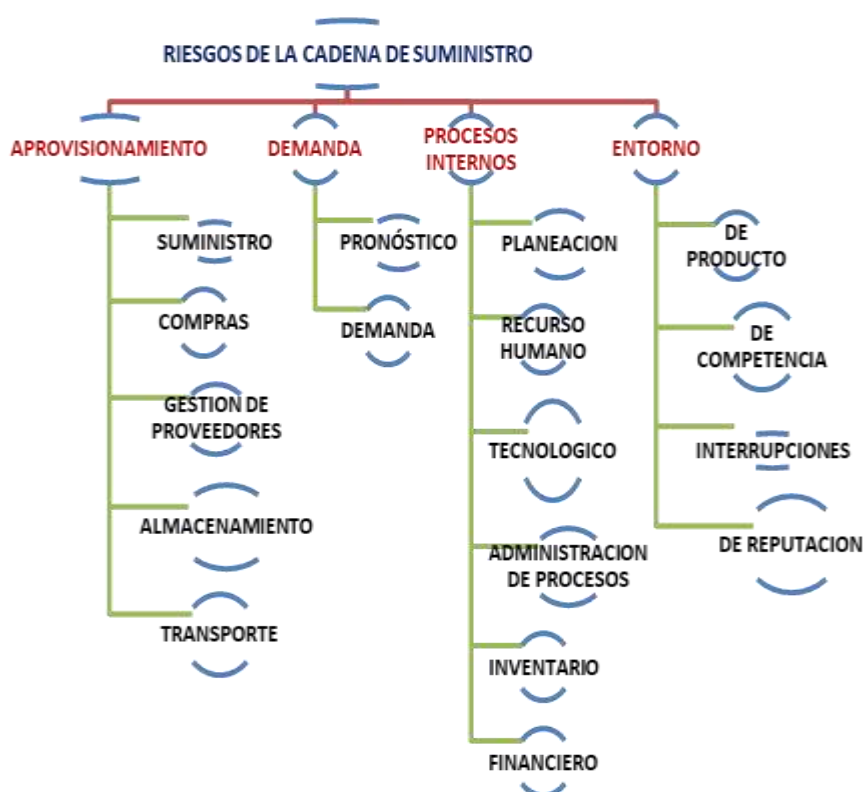 RIESGOS DE LA CADENA DE SUMINISTRO
APROVISIONAMIENTO
SUMINISTRO
COMPRAS
GESTION DE
PROVEEDORES
ALMACENAMIENTO
TRANSPORTE
DEMANDA
PRONÓSTICO
DEMANDA
PROCESOS
INTERNOS
PLANEACION
RECURSO
HUMANO
TECNOLOGICO
ADMINISTRACION
DE PROCESOS
INVENTARIO
FINANCIERO
ENTORNO
DE
PRODUCTO
DE
COMPETENCIA
INTERRUPCIONES
DE REPUTACION